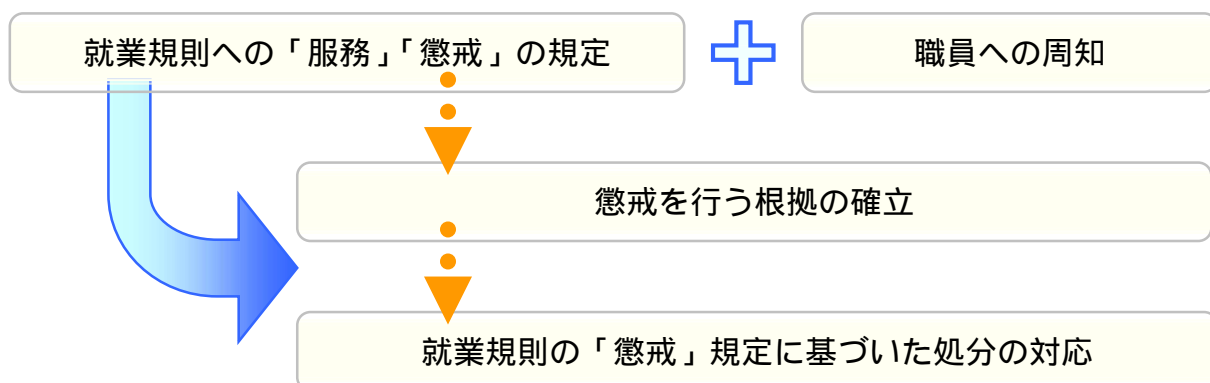 就業規則への「服務」「懲戒」の規定
職員への周知
懲戒を行う根拠の確立
就業規則の「懲戒」規定に基づいた処分の対応